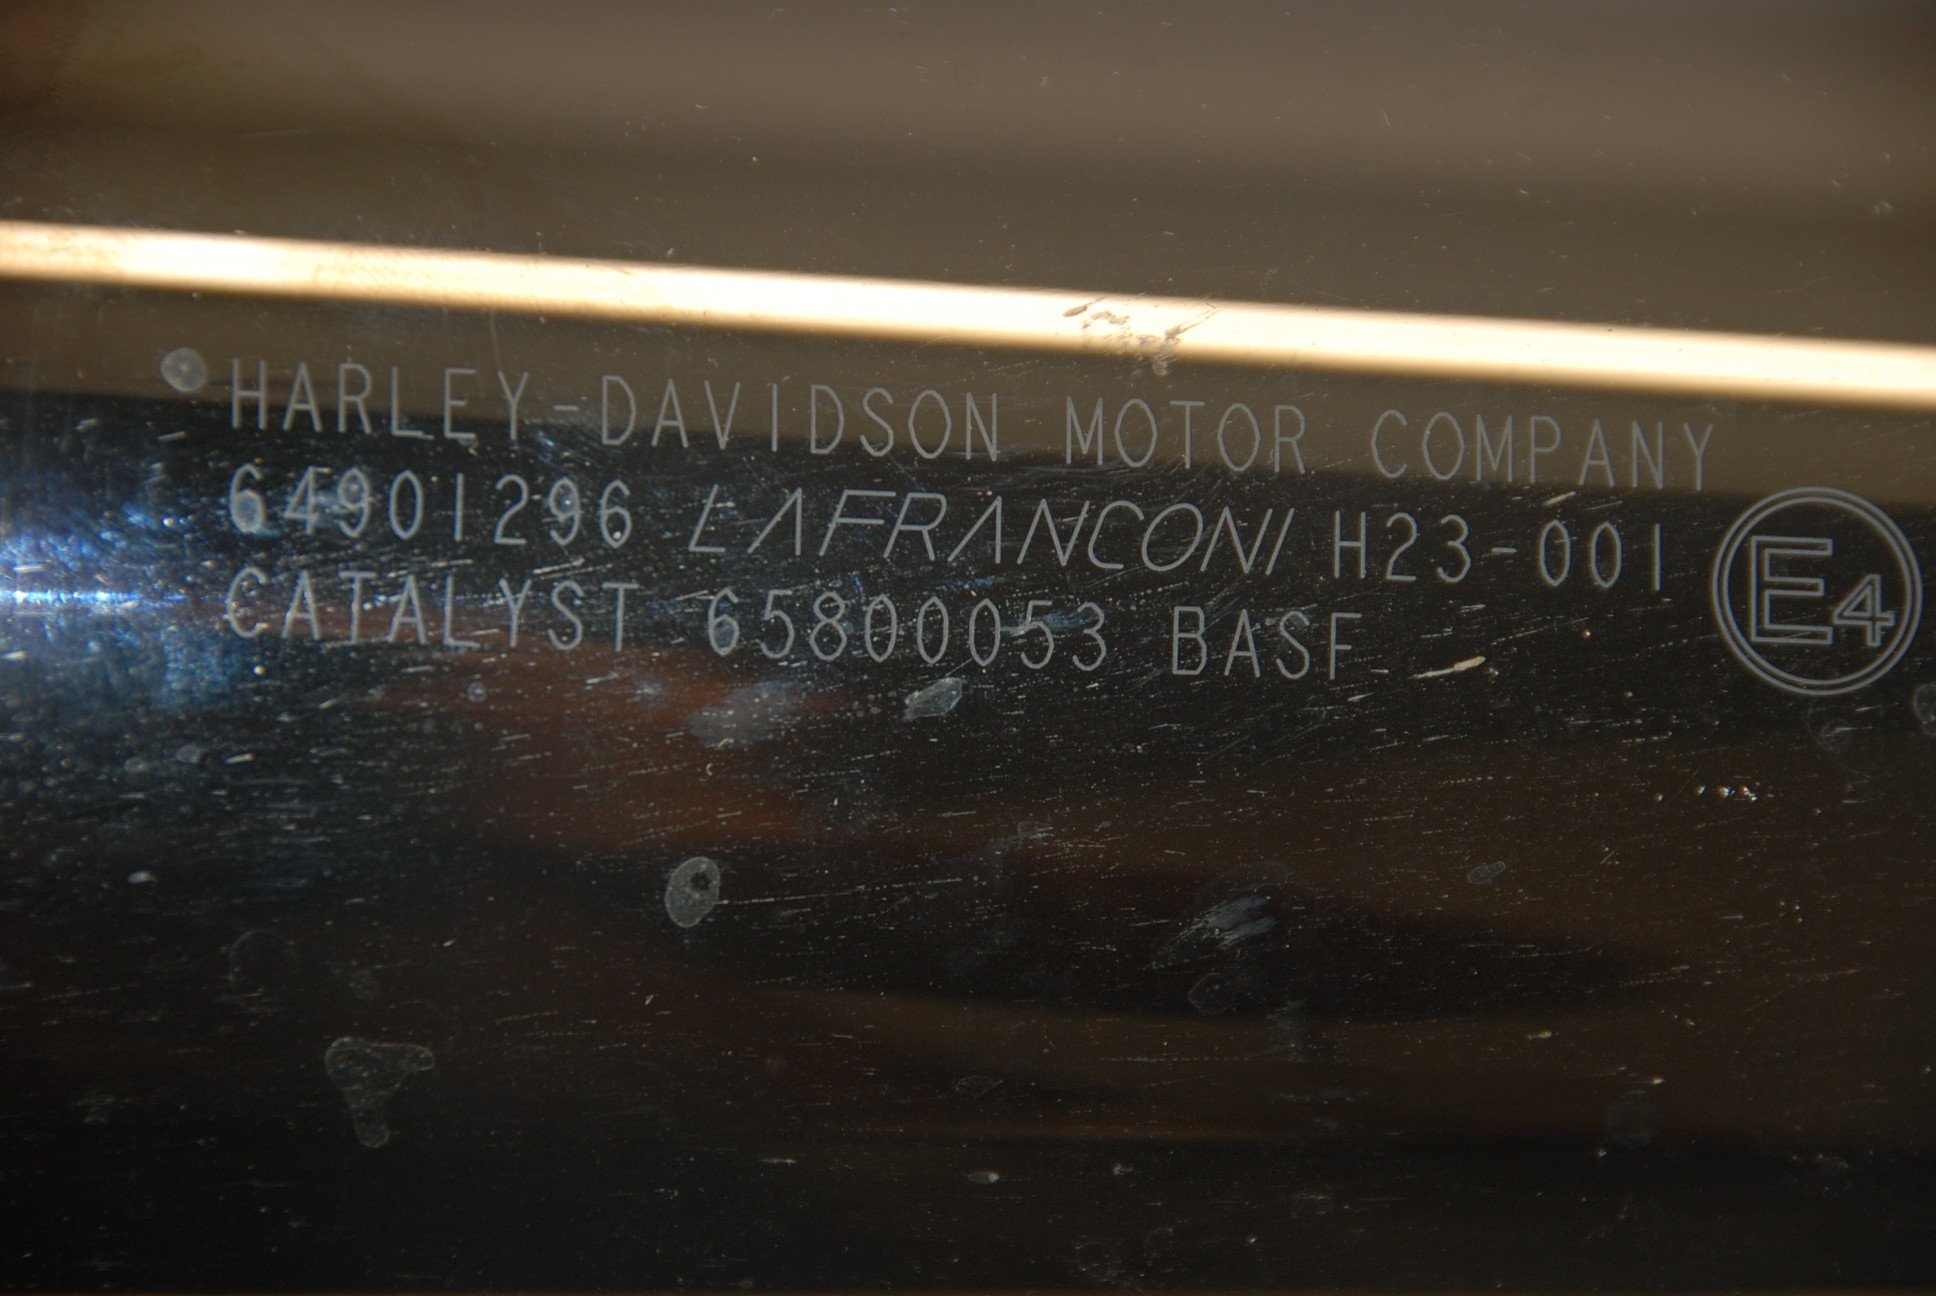 HARLEY-DAVIDSON MOTOR COMPANY
64901296 LAFRANCONI H23-001 E4
CATALYST 65800053 BASF